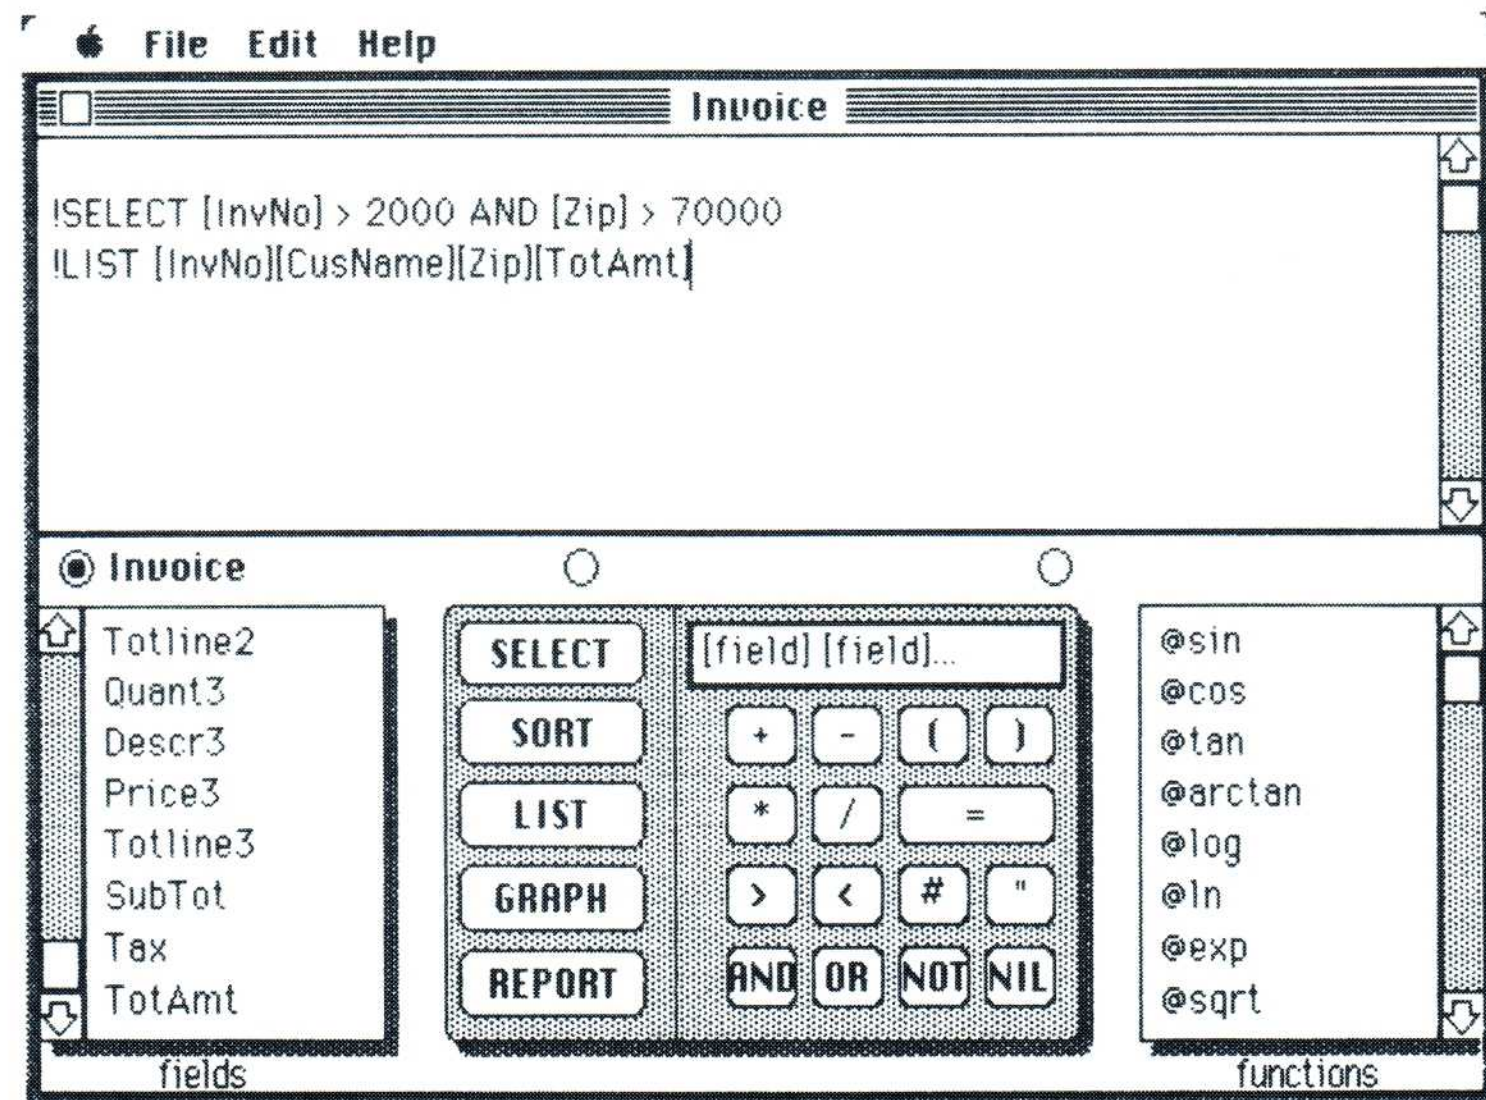 File Edit Help
Invoice
!SELECT [InvNo] > 2000 AND [Zip] > 70000
!LIST [InvNo][CusName][Zip][TotAmt]
Invoice
Totline2
Quant3
Descr3
Price3
Totline3
SubTot
Tax
TotAmt
fields
SELECT
SORT
LIST
GRAPH
REPORT
[field] [field]...
+ - ( )
* / =
> < # "
AND OR NOT NIL
@sin
@cos
@tan
@arctan
@log
@ln
@exp
@sqrt
functions